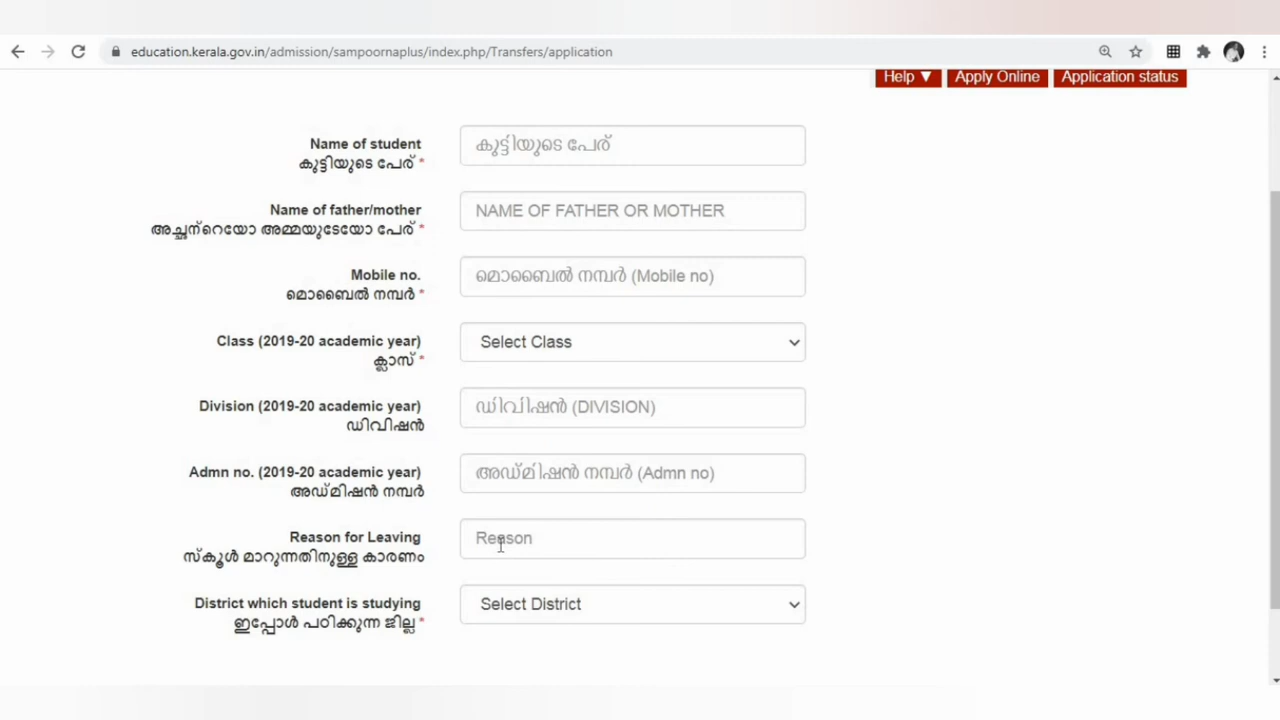 education.kerala.gov.in/admission/sampoornaplus/index.php/Transfers/application
Help ▼ Apply Online Application status
Name of student
കുട്ടിയുടെ പേര് *
കുട്ടിയുടെ പേര്
Name of father/mother
അച്ഛന്റെയോ അമ്മയുടേയോ പേര് *
NAME OF FATHER OR MOTHER
Mobile no.
മൊബൈൽ നമ്പർ *
മൊബൈൽ നമ്പർ (Mobile no)
Class (2019-20 academic year)
ക്ലാസ് *
Select Class
Division (2019-20 academic year)
ഡിവിഷൻ
ഡിവിഷൻ (DIVISION)
Admn no. (2019-20 academic year)
അഡ്മിഷൻ നമ്പർ
അഡ്മിഷൻ നമ്പർ (Admn no)
Reason for Leaving
സ്കൂൾ മാറുന്നതിനുള്ള കാരണം
Reason
District which student is studying
ഇപ്പോൾ പഠിക്കുന്ന ജില്ല *
Select District